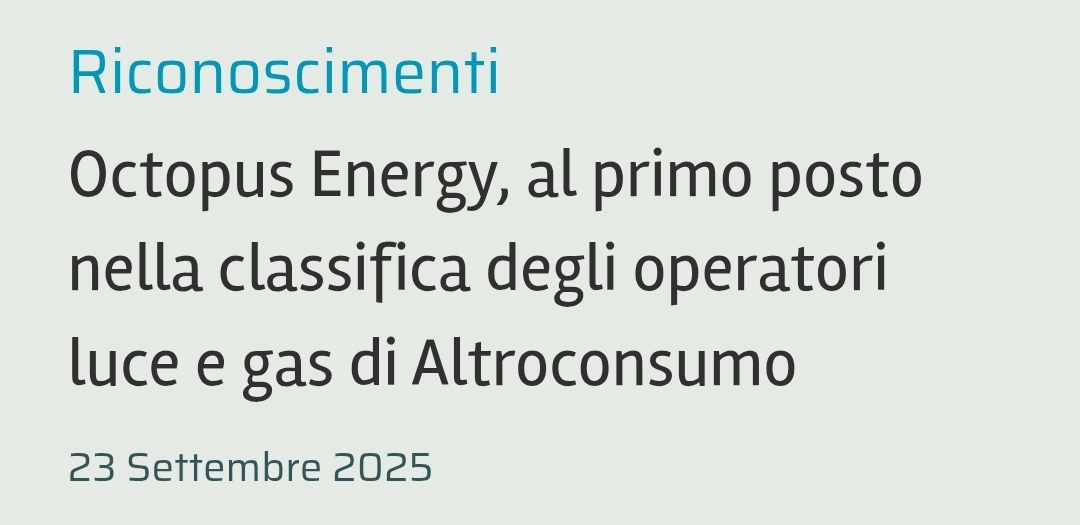 Riconoscimenti
Octopus Energy, al primo posto
nella classifica degli operatori
luce e gas di Altroconsumo
23 Settembre 2025